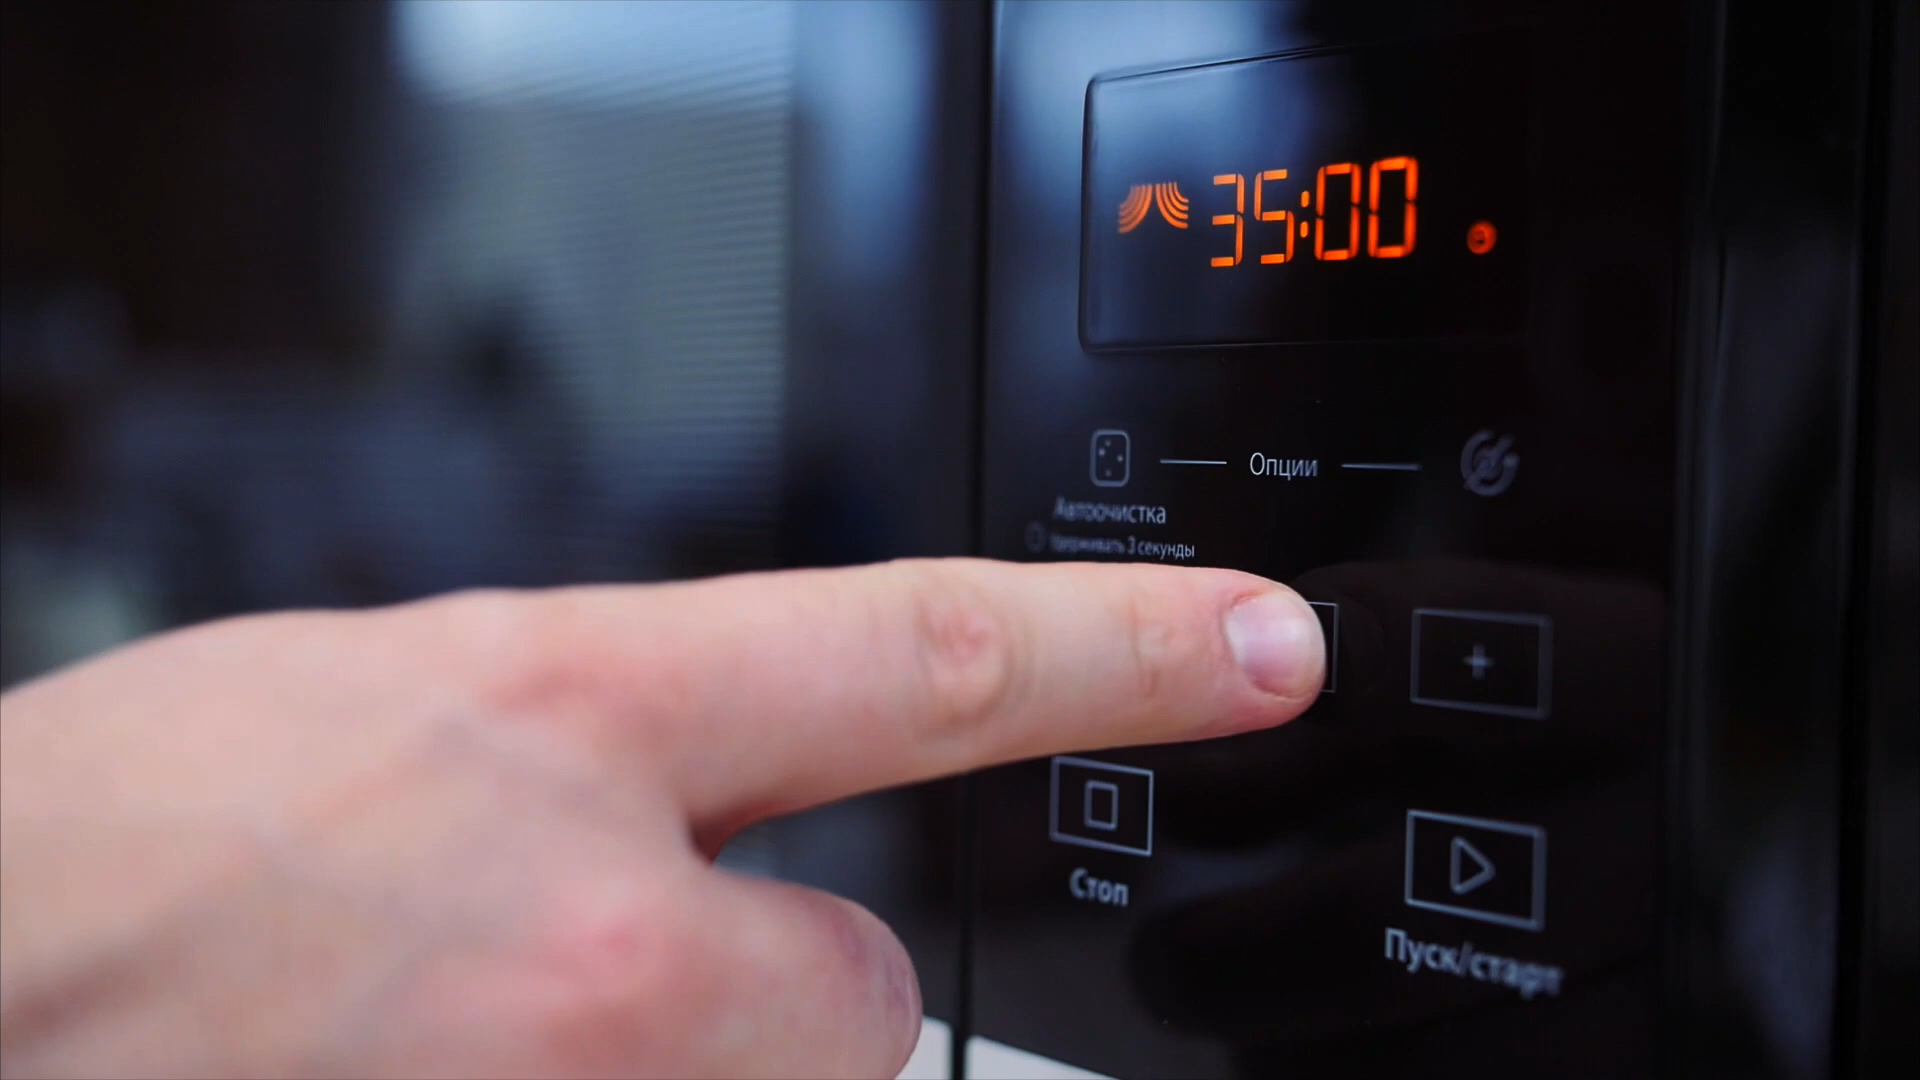 35:00
Опции
Автоочистка
Удерживать 3 секунды
+
Стоп
Пуск/старт